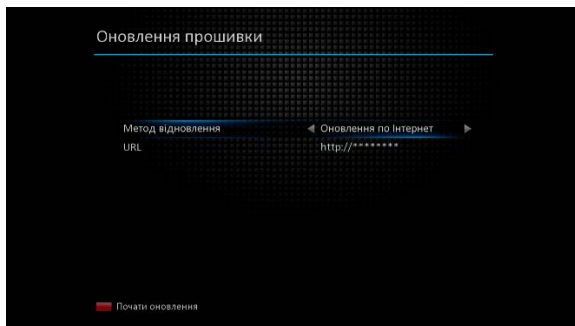 Оновлення прошивки
Метод відновлення Оновлення по Інтернет
URL http://********
Почати оновлення